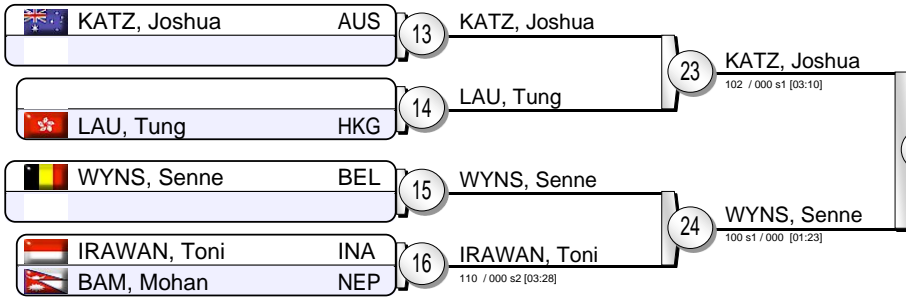 KATZ, Joshua AUS
13
KATZ, Joshua
23
KATZ, Joshua
102 / 000 s1 [03:10]
14
LAU, Tung
LAU, Tung HKG
WYNS, Senne BEL
15
WYNS, Senne
24
WYNS, Senne
100 s1 / 000 [01:23]
IRAWAN, Toni INA
16
IRAWAN, Toni
110 / 000 s2 [03:28]
BAM, Mohan NEP